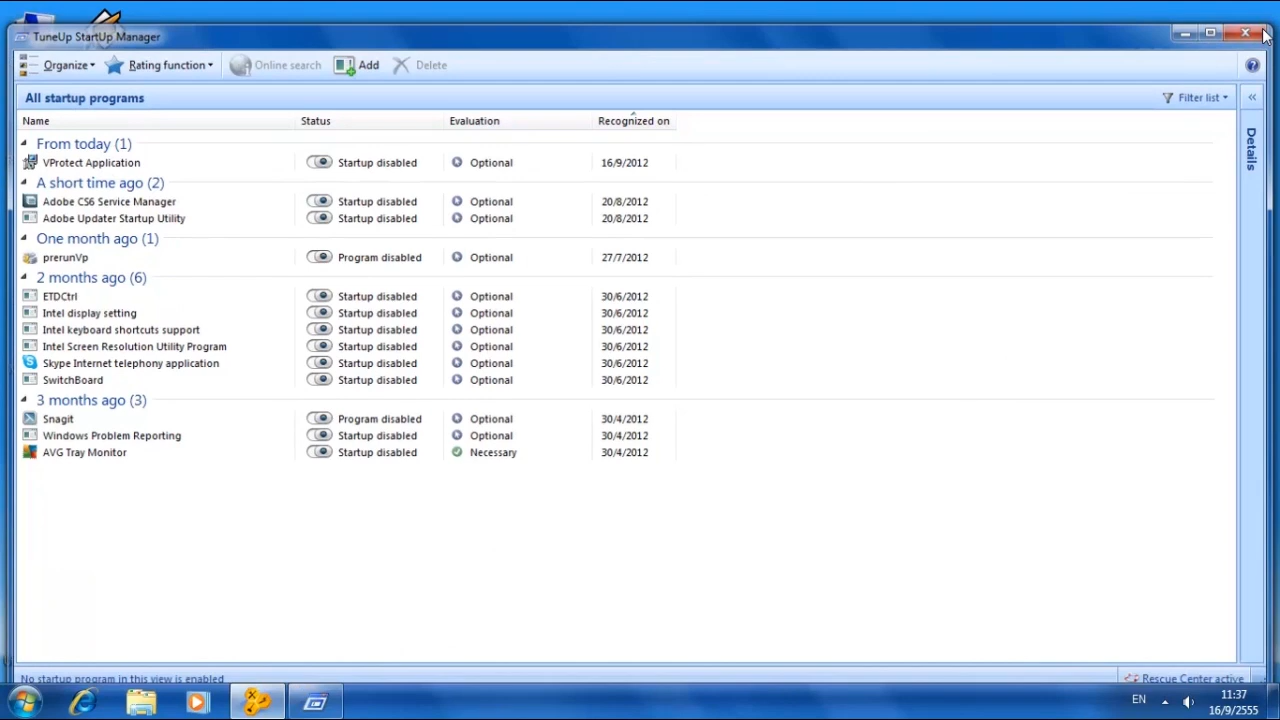 TuneUp StartUp Manager
Organize Rating function Online search Add Delete
All startup programs Filter list
Details
Name Status Evaluation Recognized on
From today (1)
VProtect Application Startup disabled Optional 16/9/2012
A short time ago (2)
Adobe CS6 Service Manager Startup disabled Optional 20/8/2012
Adobe Updater Startup Utility Startup disabled Optional 20/8/2012
One month ago (1)
prerunVp Program disabled Optional 27/7/2012
2 months ago (6)
ETDCtrl Startup disabled Optional 30/6/2012
Intel display setting Startup disabled Optional 30/6/2012
Intel keyboard shortcuts support Startup disabled Optional 30/6/2012
Intel Screen Resolution Utility Program Startup disabled Optional 30/6/2012
Skype Internet telephony application Startup disabled Optional 30/6/2012
SwitchBoard Startup disabled Optional 30/6/2012
3 months ago (3)
Snagit Program disabled Optional 30/4/2012
Windows Problem Reporting Startup disabled Optional 30/4/2012
AVG Tray Monitor Startup disabled Necessary 30/4/2012
No startup program in this view is enabled Rescue Center active
EN 11:37
16/9/2555